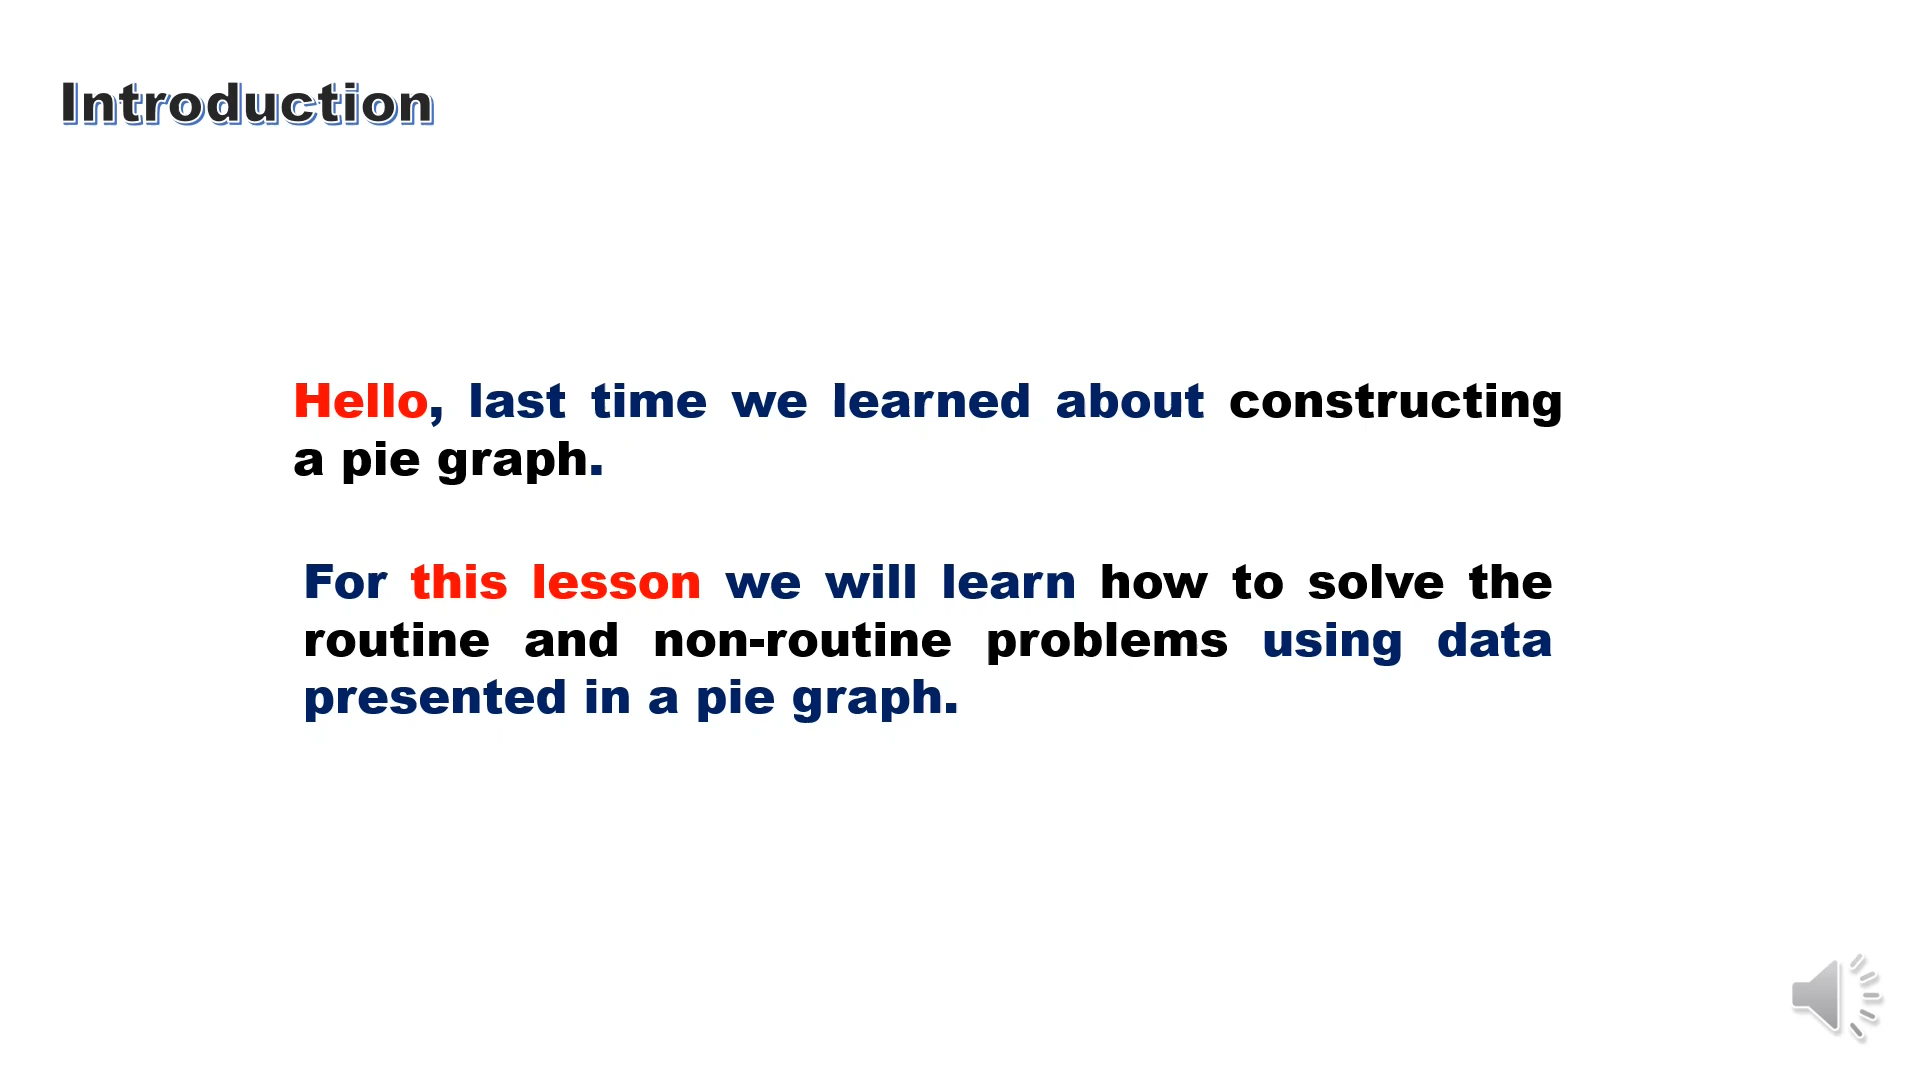 Introduction
Hello, last time we learned about constructing
a pie graph.
For this lesson we will learn how to solve the
routine and non-routine problems using data
presented in a pie graph.